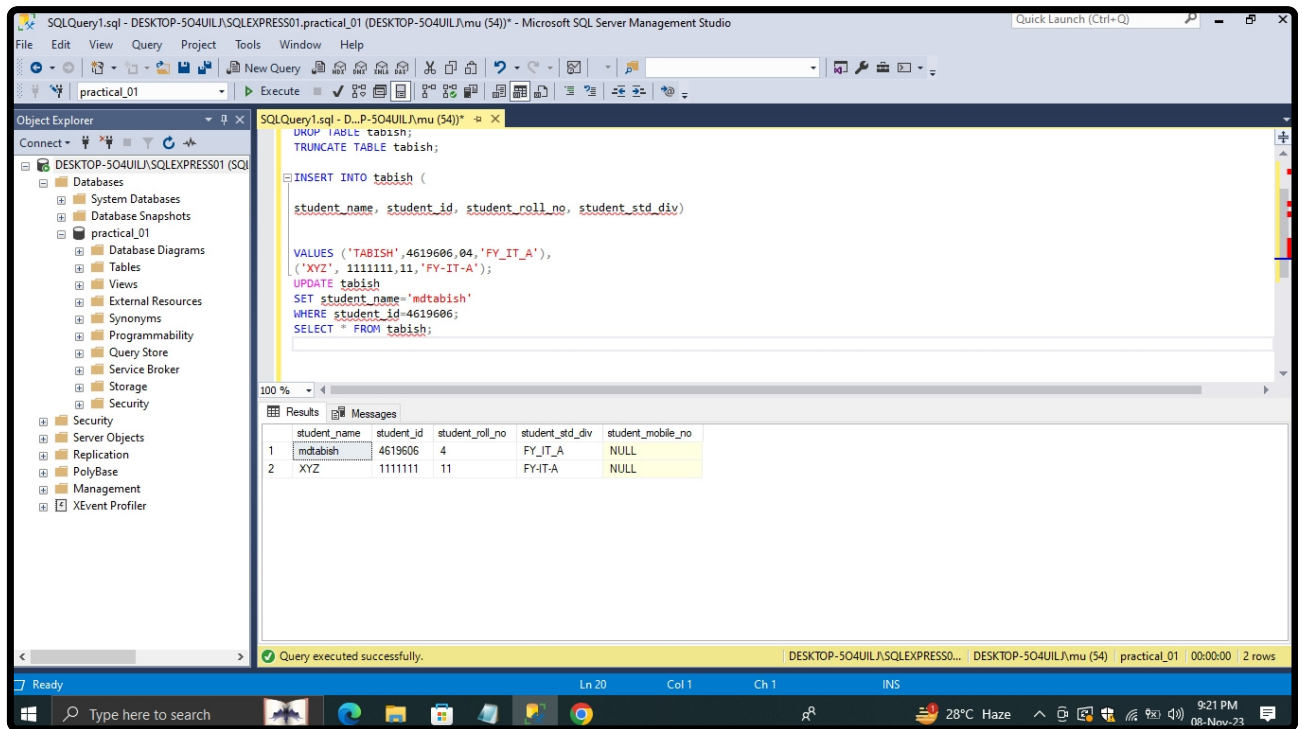 SQLQuery1.sql - DESKTOP-5O4UILJ\SQLEXPRESS01.practical_01 (DESKTOP-5O4UILJ\mu (54))* - Microsoft SQL Server Management Studio
Quick Launch (Ctrl+Q)
File Edit View Query Project Tools Window Help
New Query MDX DMX XMLA DAX
practical_01 Execute
Object Explorer
SQLQuery1.sql - D...P-5O4UILJ\mu (54))*
Connect
DESKTOP-5O4UILJ\SQLEXPRESS01 (SQL
Databases
System Databases
Database Snapshots
practical_01
Database Diagrams
Tables
Views
External Resources
Synonyms
Programmability
Query Store
Service Broker
Storage
Security
Security
Server Objects
Replication
PolyBase
Management
XEvent Profiler
DROP TABLE tabish;
TRUNCATE TABLE tabish;
INSERT INTO tabish (
student_name, student_id, student_roll_no, student_std_div)
VALUES ('TABISH',4619606,04,'FY_IT_A'),
('XYZ', 1111111,11,'FY-IT-A');
UPDATE tabish
SET student_name='mdtabish'
WHERE student_id=4619606;
SELECT * FROM tabish;
100 %
Results Messages
student_name student_id student_roll_no student_std_div student_mobile_no
1 mdtabish 4619606 4 FY_IT_A NULL
2 XYZ 1111111 11 FY-IT-A NULL
Query executed successfully. DESKTOP-5O4UILJ\SQLEXPRESS0... DESKTOP-5O4UILJ\mu (54) practical_01 00:00:00 2 rows
Ready Ln 20 Col 1 Ch 1 INS
Type here to search 28°C Haze 9:21 PM
08-Nov-23